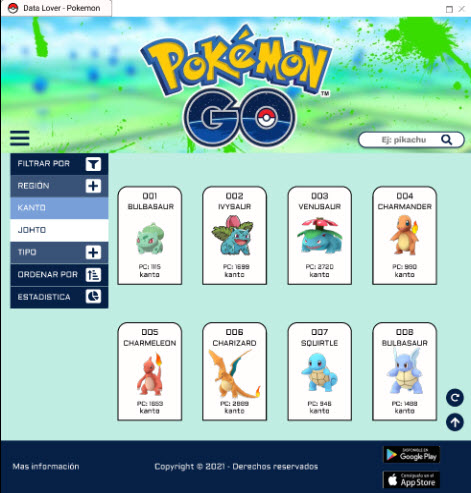 Data Lover - Pokemon
POKÉMON
TM
GO
Ej: pikachu
FILTRAR POR
REGIÓN
KANTO
JOHTO
TIPO
ORDENAR POR
ESTADISTICA
001
BULBASAUR
PC: 1115
kanto
002
IVYSAUR
PC: 1699
kanto
003
VENUSAUR
PC: 2720
kanto
004
CHARMANDER
PC: 980
kanto
005
CHARMELEON
PC: 1653
kanto
006
CHARIZARD
PC: 2889
kanto
007
SQUIRTLE
PC: 946
kanto
008
BULBASAUR
PC: 1488
kanto
Mas información
Copyright © 2021 - Derechos reservados
DISPONIBLE EN
Google Play
Consíguelo en el
App Store